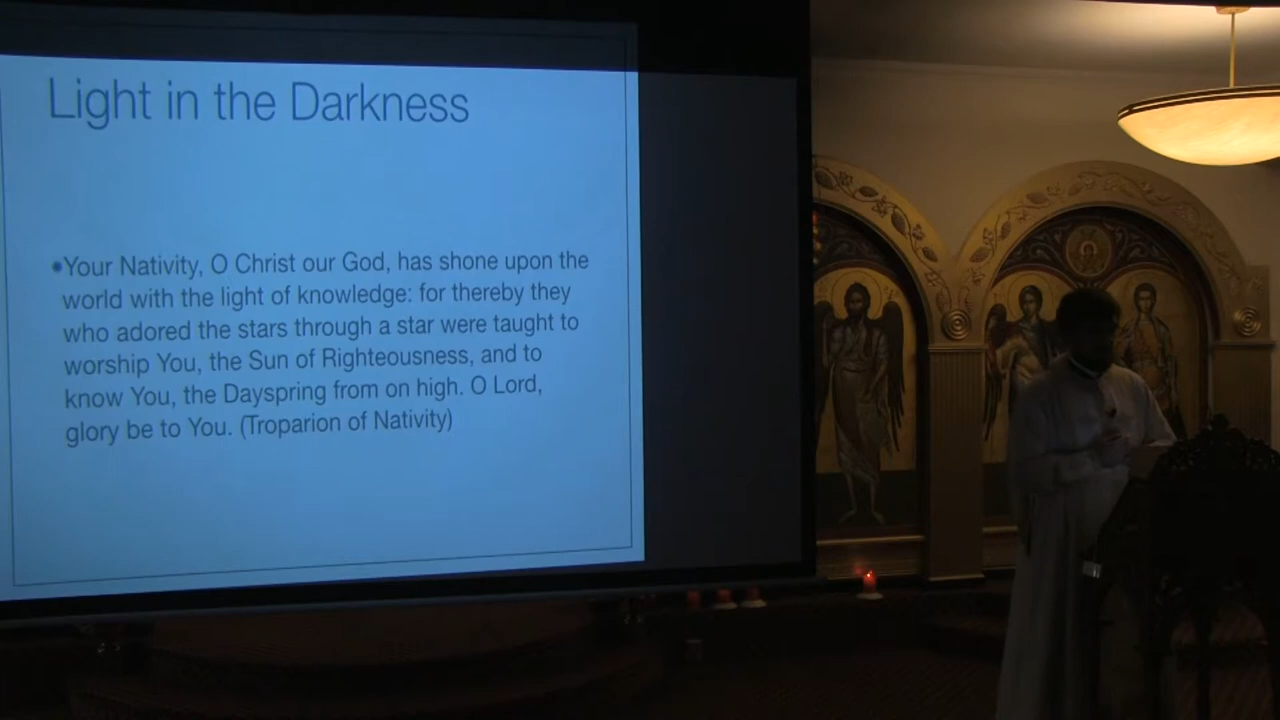 Light in the Darkness
•Your Nativity, O Christ our God, has shone upon the
world with the light of knowledge: for thereby they
who adored the stars through a star were taught to
worship You, the Sun of Righteousness, and to
know You, the Dayspring from on high. O Lord,
glory be to You. (Troparion of Nativity)